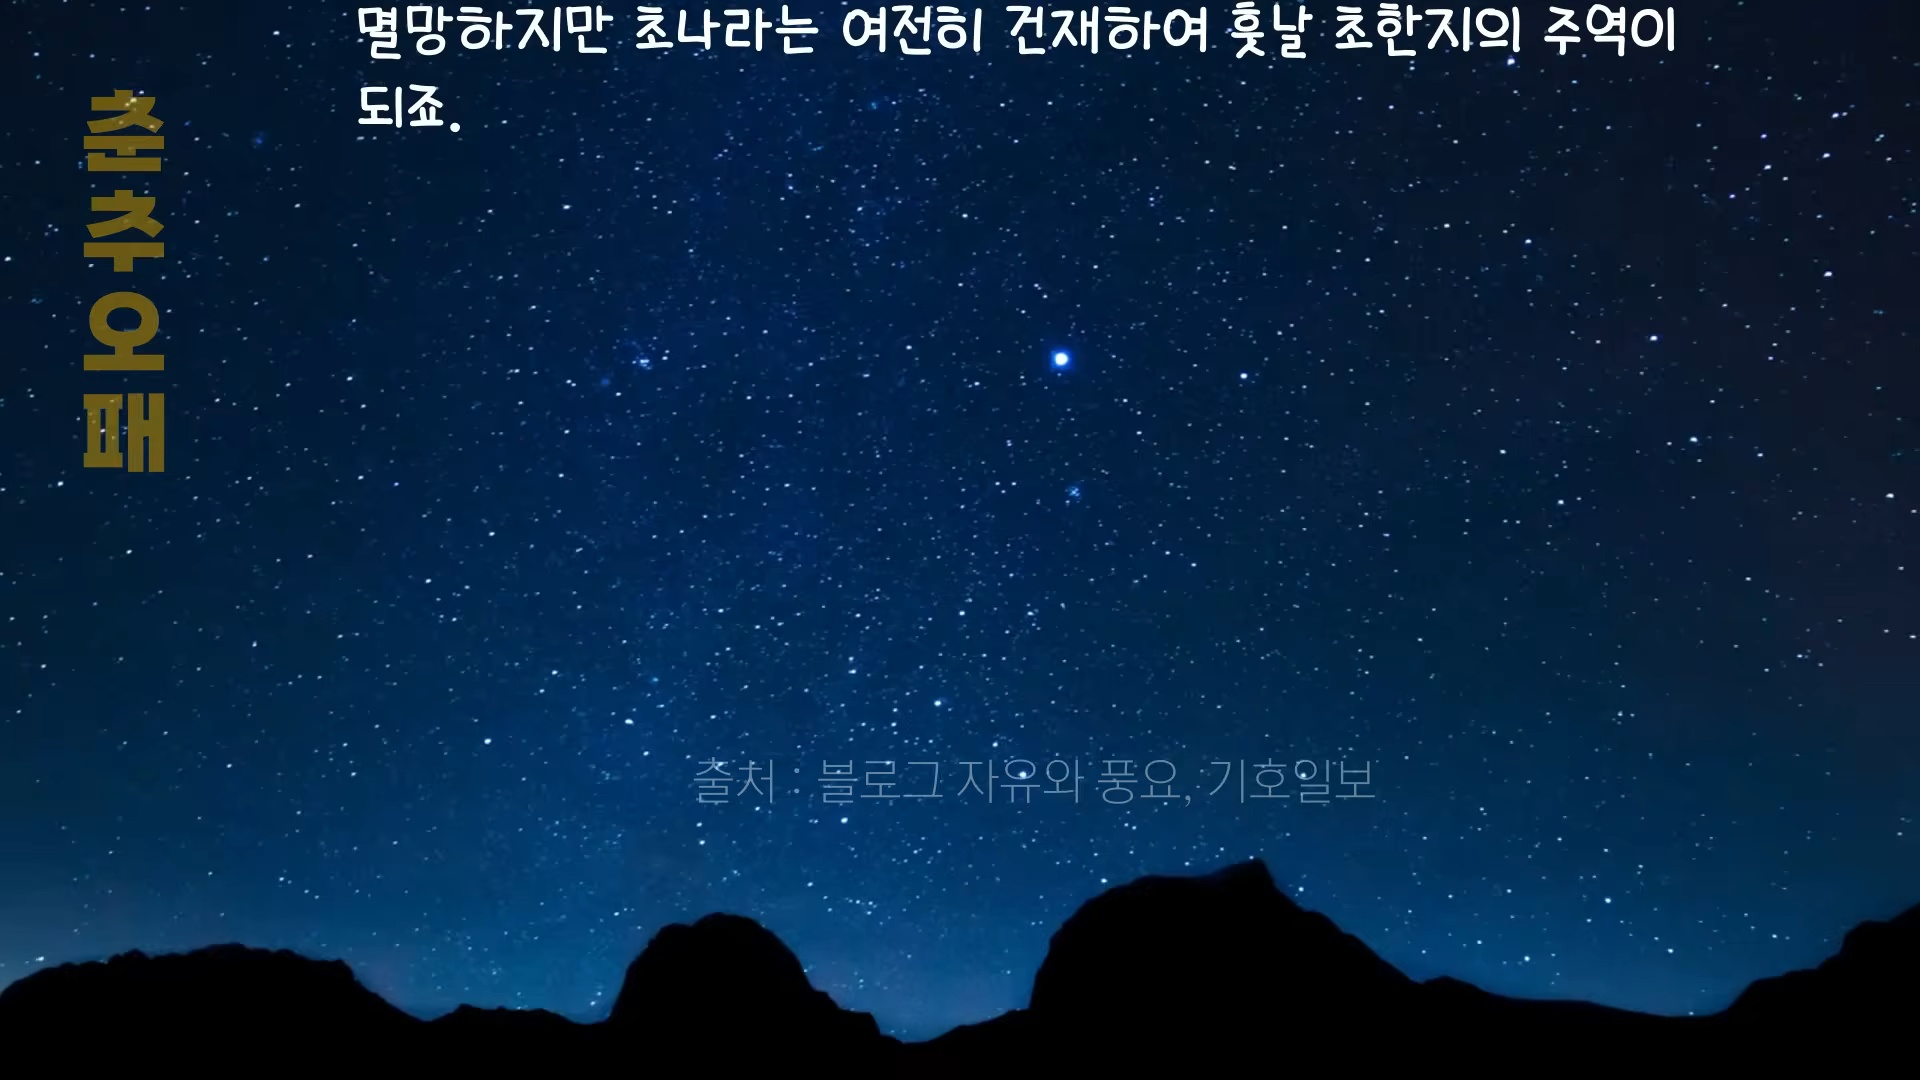 멸망하지만 초나라는 여전히 건재하여 훗날 초한지의 주역이
되죠.
춘추오패
출처 : 블로그 자유와 풍요, 기호일보